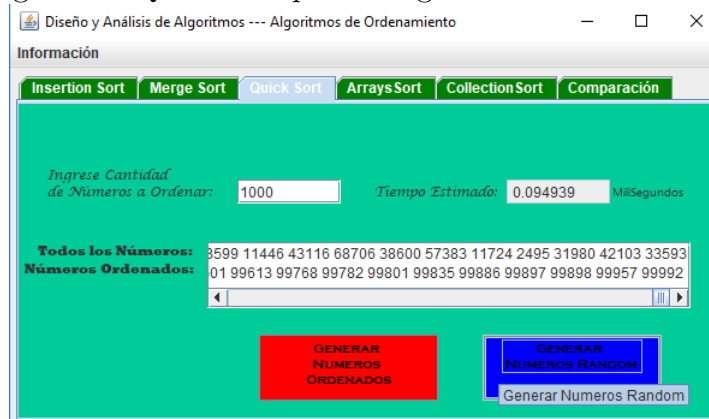 Diseño y Análisis de Algoritmos --- Algoritmos de Ordenamiento
Información
Insertion Sort Merge Sort Quick Sort ArraysSort CollectionSort Comparación
Ingrese Cantidad
de Números a Ordenar: 1000 Tiempo Estimado: 0.094939 MiliSegundos
Todos los Números: 3599 11446 43116 68706 38600 57383 11724 2495 31980 42103 33593
Números Ordenados: 01 99613 99768 99782 99801 99835 99886 99897 99898 99957 99992
GENERAR
NUMEROS
ORDENADOS
GENERAR
NUMEROS RANDOM
Generar Numeros Random